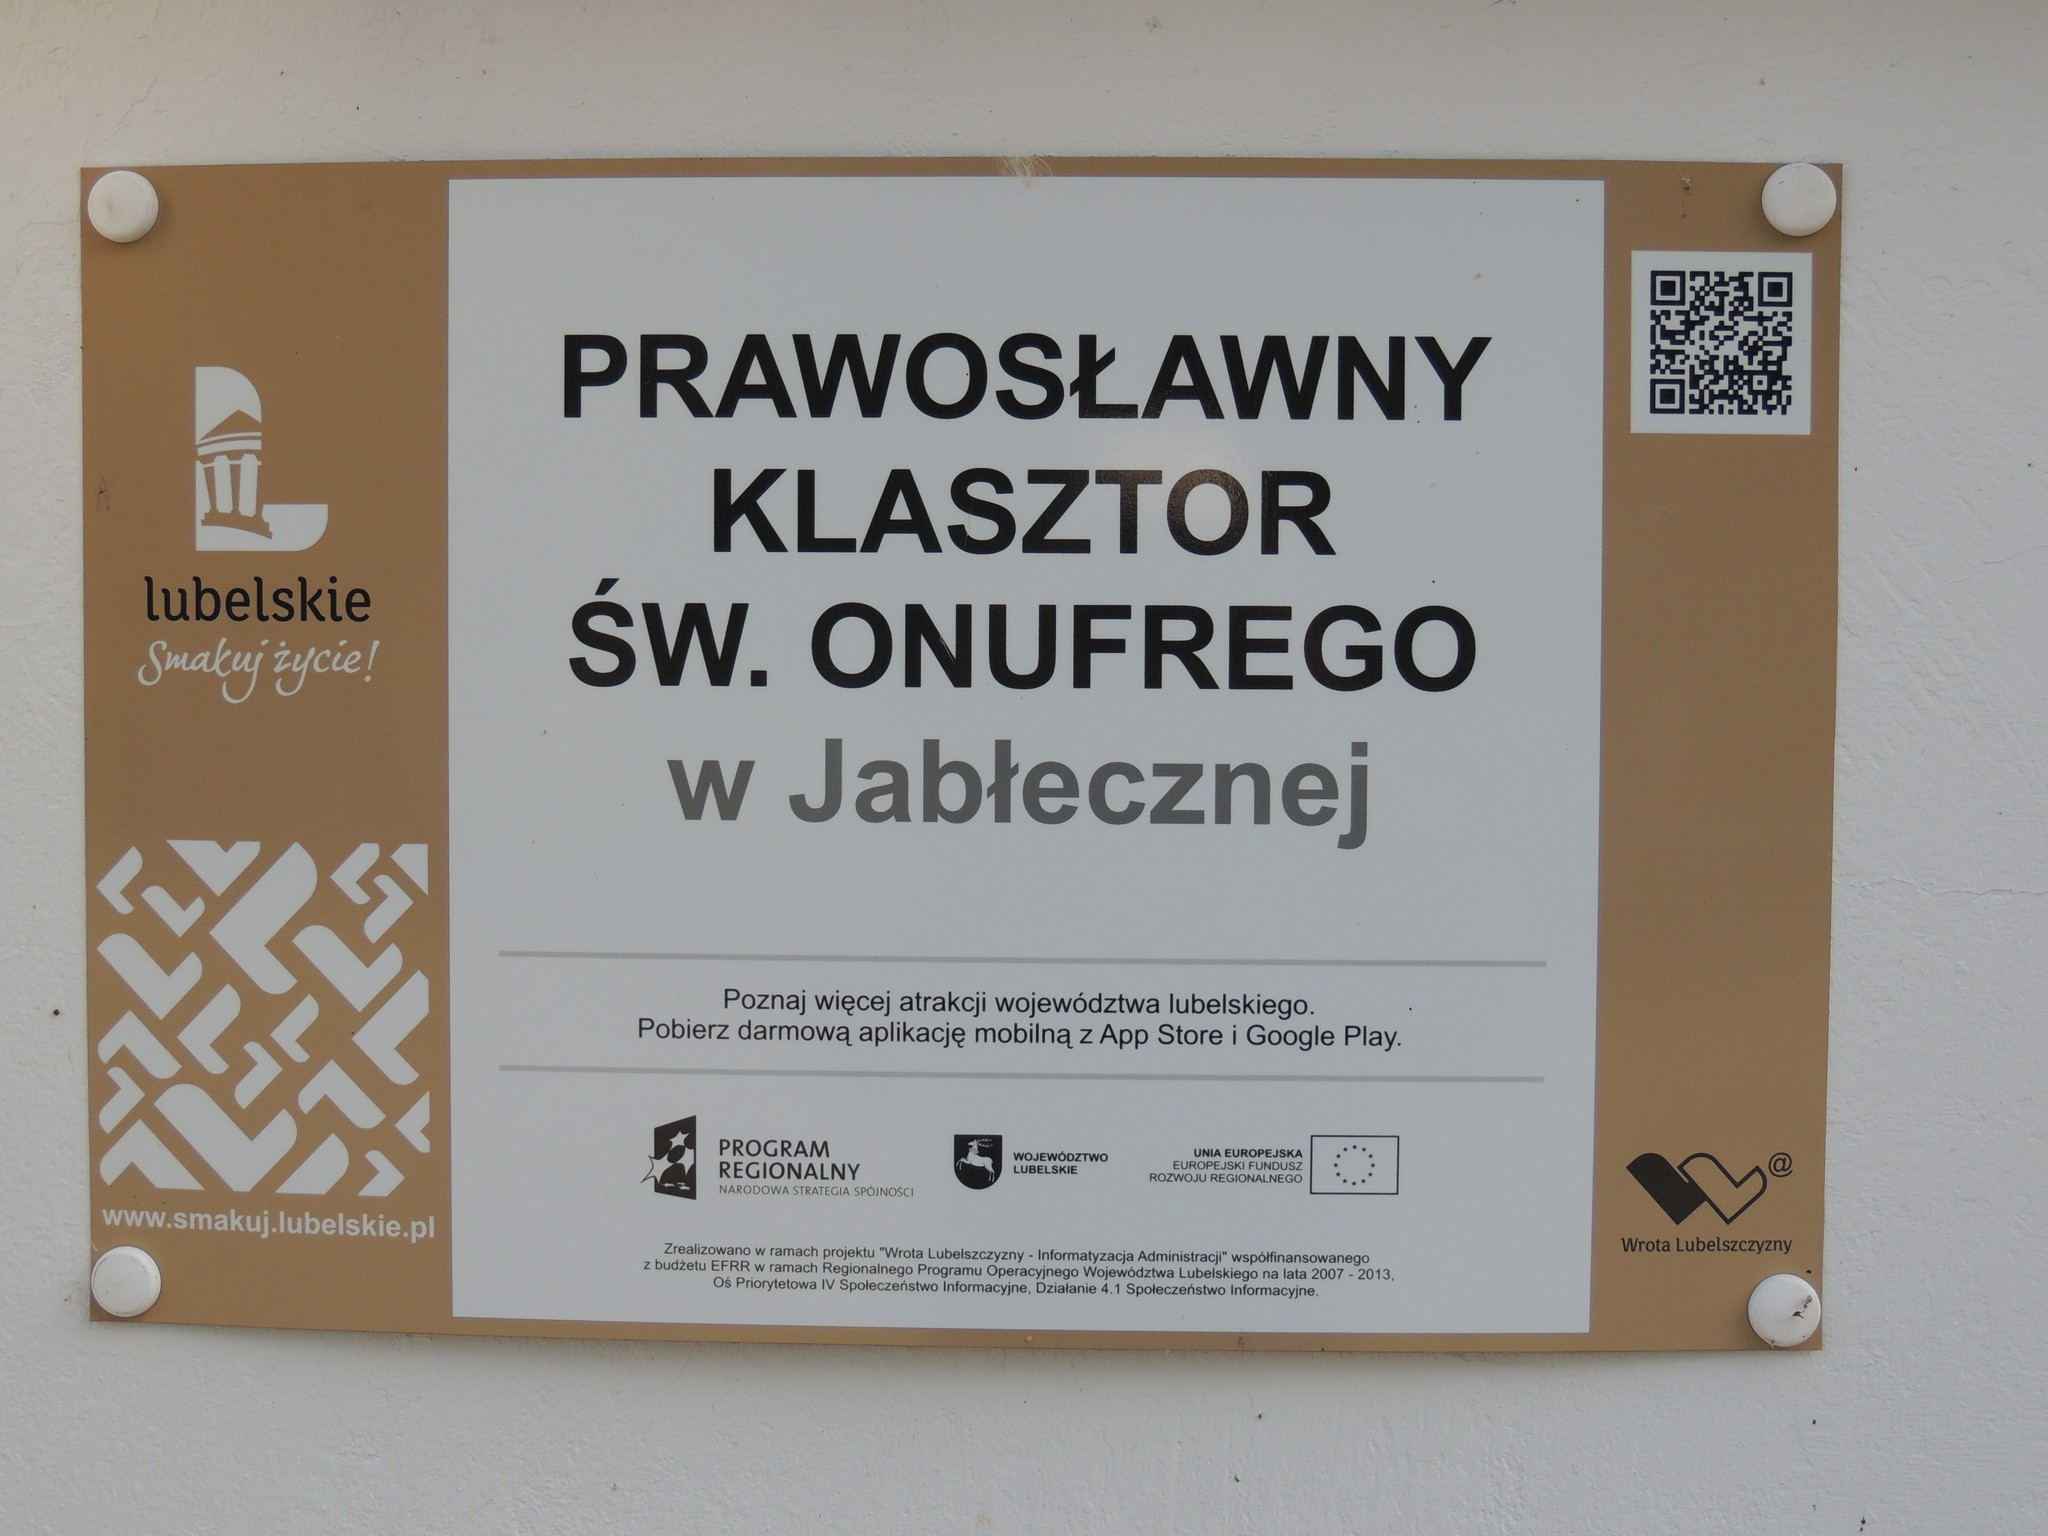 lubelskie
Smakuj życie!
www.smakuj.lubelskie.pl
PRAWOSŁAWNY
KLASZTOR
ŚW. ONUFREGO
w Jabłecznej
Poznaj więcej atrakcji województwa lubelskiego.
Pobierz darmową aplikację mobilną z App Store i Google Play.
PROGRAM
REGIONALNY
NARODOWA STRATEGIA SPÓJNOŚCI
WOJEWÓDZTWO
LUBELSKIE
UNIA EUROPEJSKA
EUROPEJSKI FUNDUSZ
ROZWOJU REGIONALNEGO
Zrealizowano w ramach projektu "Wrota Lubelszczyzny - Informatyzacja Administracji" współfinansowanego
z budżetu EFRR w ramach Regionalnego Programu Operacyjnego Województwa Lubelskiego na lata 2007 - 2013,
Oś Priorytetowa IV Społeczeństwo Informacyjne, Działanie 4.1 Społeczeństwo Informacyjne.
@
Wrota Lubelszczyzny